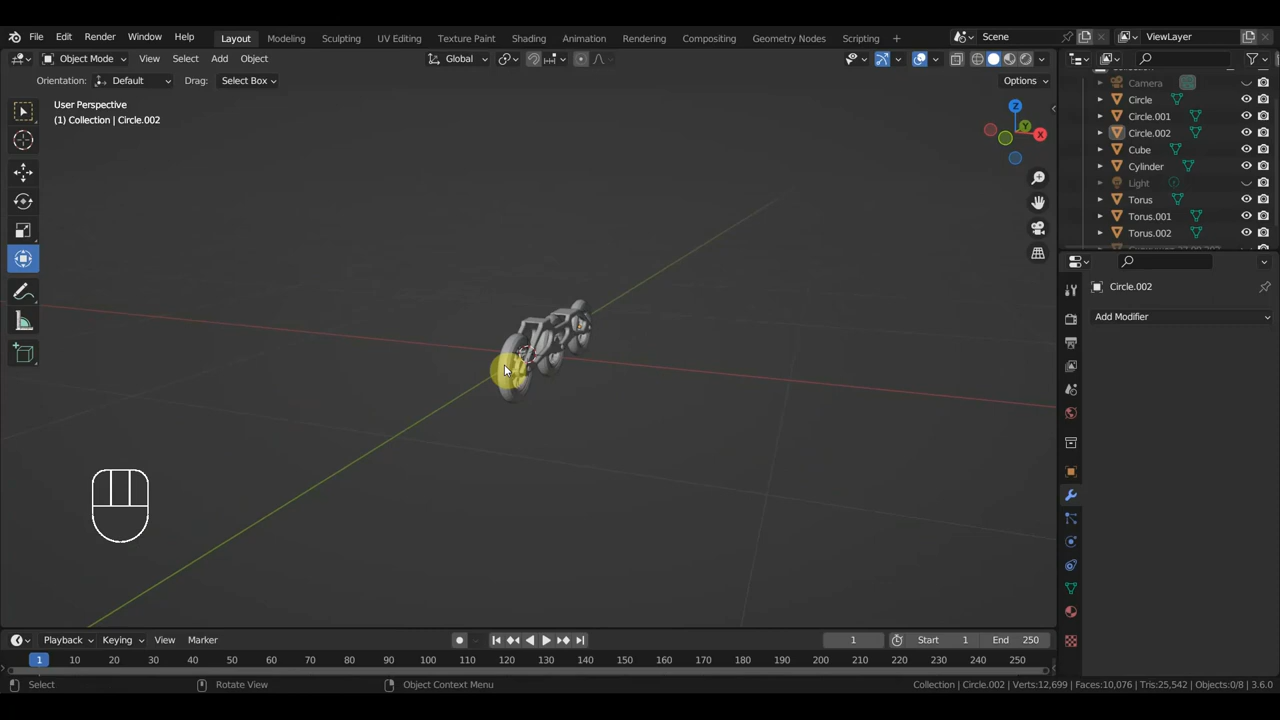 File Edit Render Window Help Layout Modeling Sculpting UV Editing Texture Paint Shading Animation Rendering Compositing Geometry Nodes Scripting + Scene ViewLayer
Object Mode View Select Add Object Global
Orientation: Default Drag: Select Box Options
User Perspective
(1) Collection | Circle.002
Z
Y
X
Camera
Circle
Circle.001
Circle.002
Cube
Cylinder
Light
Torus
Torus.001
Torus.002
Circle.002
Add Modifier
Playback Keying View Marker 1 Start 1 End 250
1 10 20 30 40 50 60 70 80 90 100 110 120 130 140 150 160 170 180 190 200 210 220 230 240 250
Select Rotate View Object Context Menu Collection | Circle.002 | Verts:12,699 | Faces:10,076 | Tris:25,542 | Objects:0/8 | 3.6.0